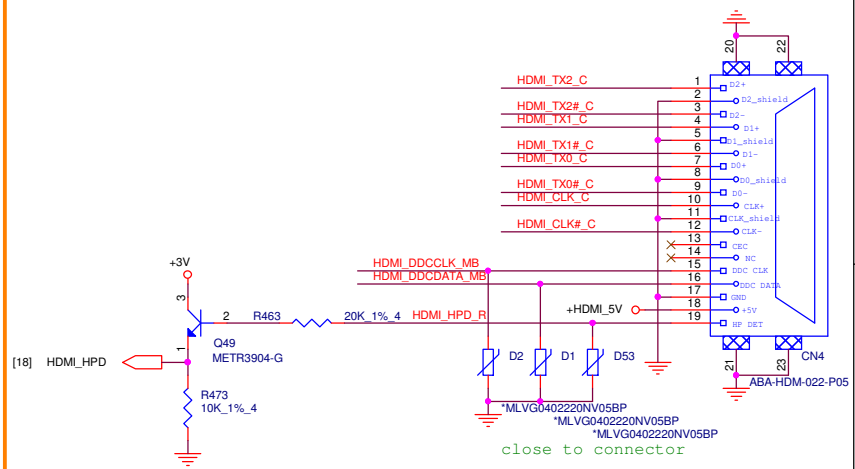 20
22
HDMI_TX2_C
1
D2+
2
D2_shield
HDMI_TX2#_C
3
D2-
HDMI_TX1_C
4
D1+
5
D1_shield
HDMI_TX1#_C
6
D1-
HDMI_TX0_C
7
D0+
8
D0_shield
HDMI_TX0#_C
9
D0-
HDMI_CLK_C
10
CLK+
11
CLK_shield
HDMI_CLK#_C
12
CLK-
13
CEC
14
NC
HDMI_DDCCLK_MB
15
DDC CLK
HDMI_DDCDATA_MB
16
DDC DATA
17
GND
+HDMI_5V
18
+5V
HDMI_HPD_R
19
HP DET
+3V
3
2
R463
20K_1%_4
1
Q49
METR3904-G
[18] HDMI_HPD
R473
10K_1%_4
D2
D1
D53
21
23
CN4
ABA-HDM-022-P05
*MLVG0402220NV05BP
*MLVG0402220NV05BP
*MLVG0402220NV05BP
close to connector